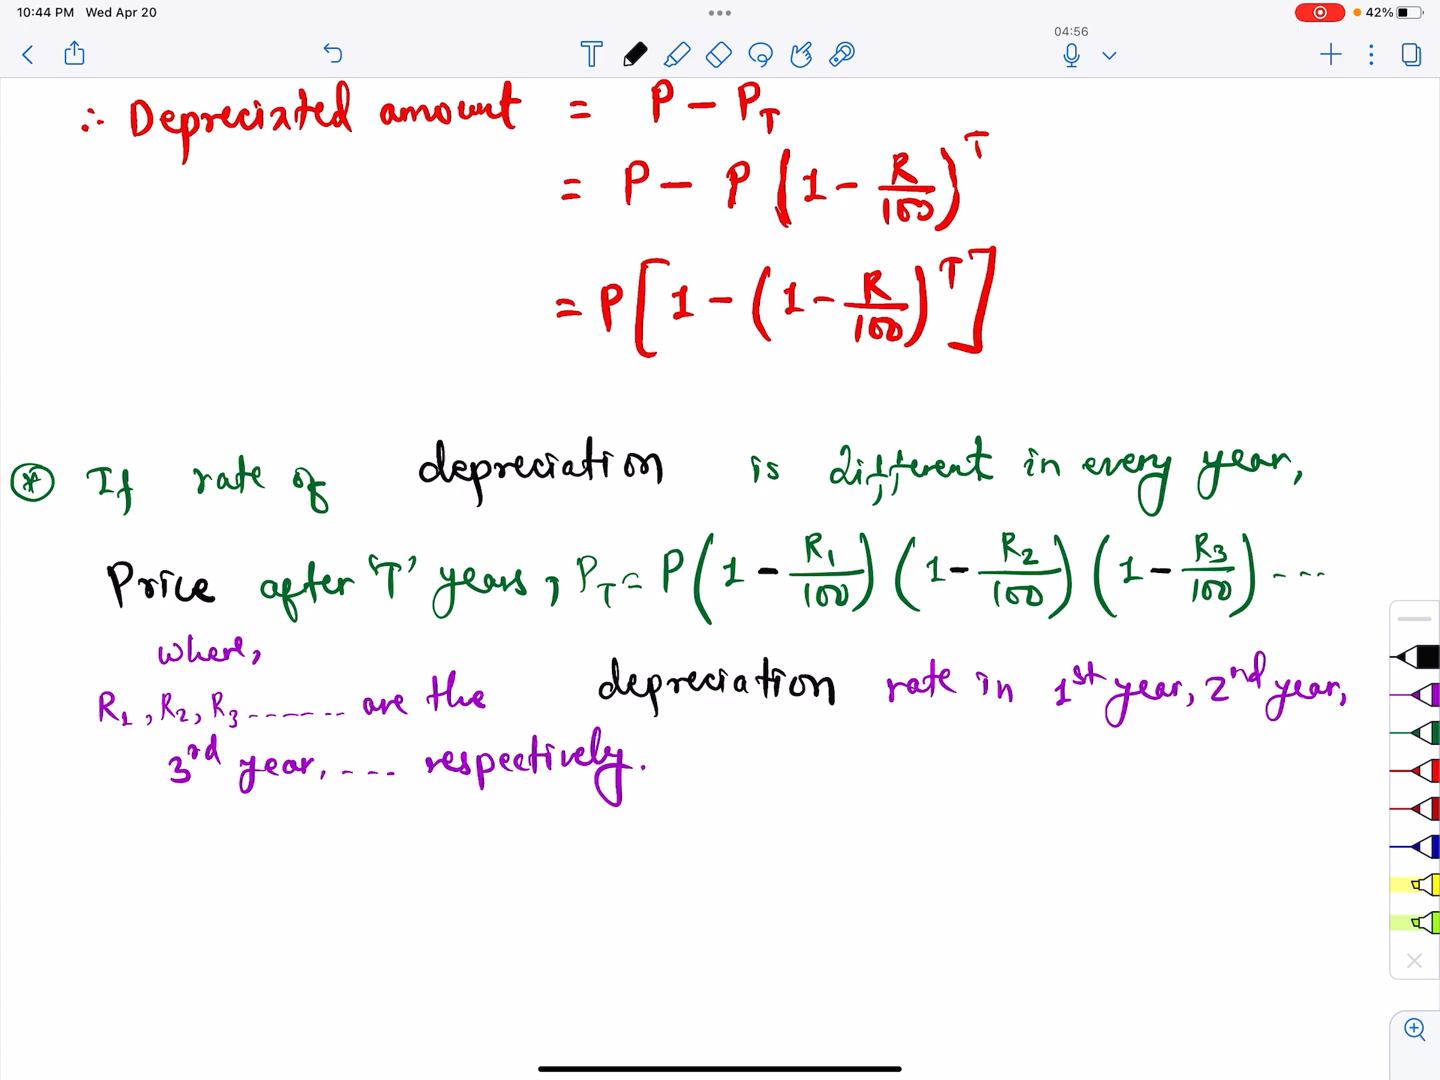 10:44 PM Wed Apr 20
42%
04:56
∴ Depreciated amount = P − P_T
= P − P (1 − R/100)^T
= P [1 − (1 − R/100)^T]
⊛ If rate of depreciation is different in every year,
Price after 'T' years, P_T = P (1 − R₁/100) (1 − R₂/100) (1 − R₃/100) ....
where,
R₁, R₂, R₃ ....... are the depreciation rate in 1st year, 2nd year,
3rd year, .... respectively.